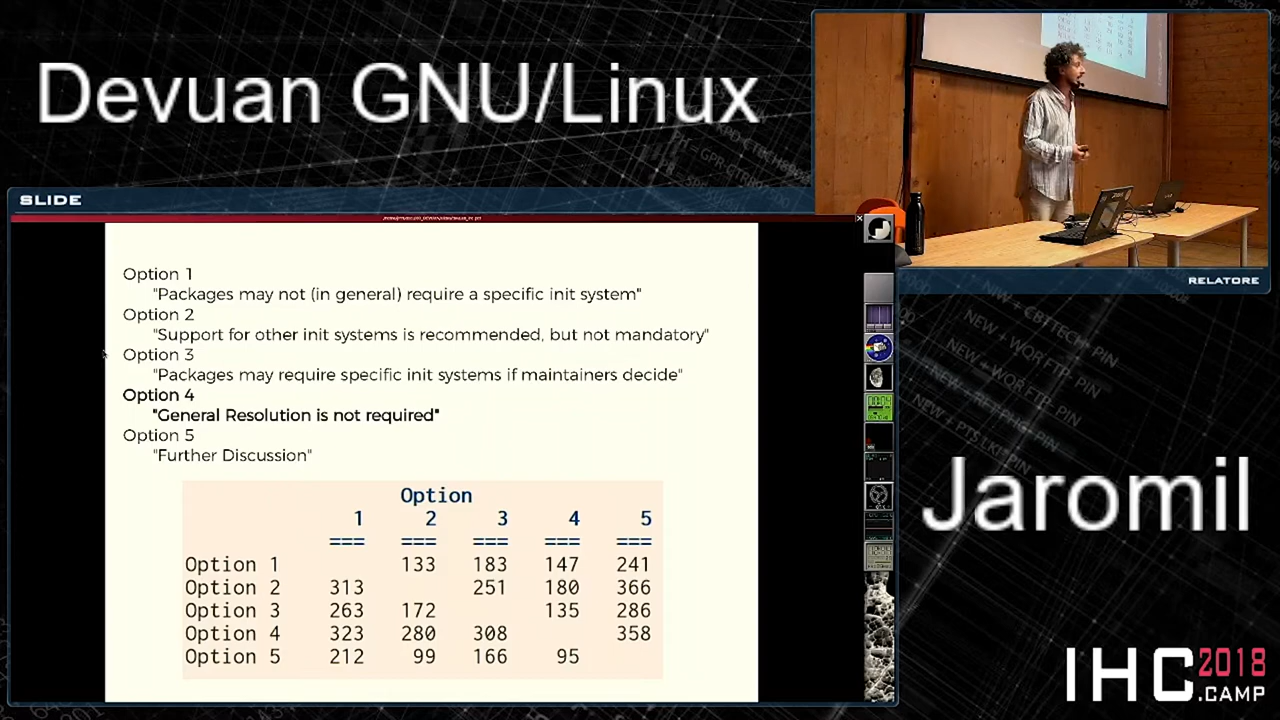 Devuan GNU/Linux
SLIDE
Option 1
"Packages may not (in general) require a specific init system"
Option 2
"Support for other init systems is recommended, but not mandatory"
Option 3
"Packages may require specific init systems if maintainers decide"
Option 4
"General Resolution is not required"
Option 5
"Further Discussion"
Option
1 2 3 4 5
=== === === === ===
Option 1 133 183 147 241
Option 2 313 251 180 366
Option 3 263 172 135 286
Option 4 323 280 308 358
Option 5 212 99 166 95
RELATORE
Jaromil
IHC 2018
.CAMP